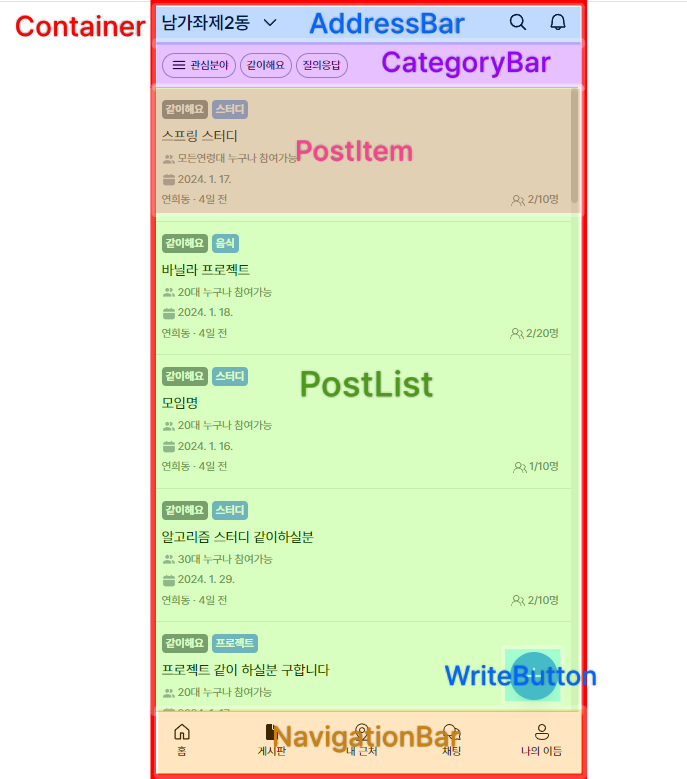 Container
남가좌제2동
AddressBar
관심분야 같이해요 질의응답
CategoryBar
같이해요 스터디
스프링 스터디
PostItem
모든연령대 누구나 참여가능
2024. 1. 17.
연희동 · 4일 전
2/10명
같이해요 음식
바닐라 프로젝트
20대 누구나 참여가능
2024. 1. 18.
연희동 · 4일 전
2/20명
같이해요 스터디
PostList
모임명
20대 누구나 참여가능
2024. 1. 16.
연희동 · 4일 전
1/10명
같이해요 스터디
알고리즘 스터디 같이하실분
30대 누구나 참여가능
2024. 1. 29.
연희동 · 4일 전
2/10명
같이해요 프로젝트
프로젝트 같이 하실분 구합니다
WriteButton
20대 누구나 참여가능
NavigationBar
홈 게시판 내 근처 채팅 나의 이듬